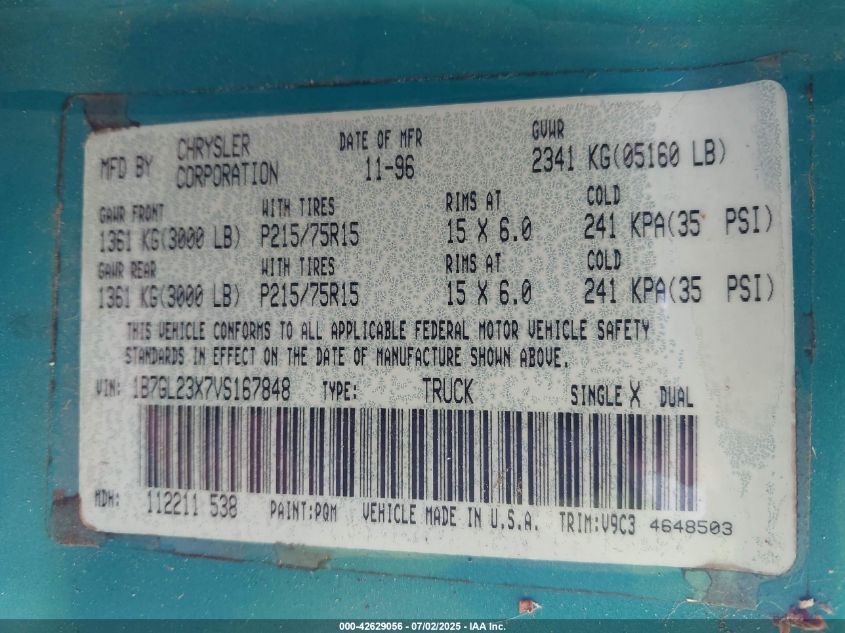 MFD BY CHRYSLER CORPORATION DATE OF MFR 11-96 GVWR 2341 KG(05160 LB)
GAWR FRONT WITH TIRES RIMS AT COLD
1361 KG(3000 LB) P215/75R15 15 X 6.0 241 KPA(35 PSI)
GAWR REAR WITH TIRES RIMS AT COLD
1361 KG(3000 LB) P215/75R15 15 X 6.0 241 KPA(35 PSI)
THIS VEHICLE CONFORMS TO ALL APPLICABLE FEDERAL MOTOR VEHICLE SAFETY
STANDARDS IN EFFECT ON THE DATE OF MANUFACTURE SHOWN ABOVE.
VIN: 1B7GL23X7VS167848 TYPE: TRUCK SINGLE X DUAL
MDH: 112211 538 PAINT:PQM VEHICLE MADE IN U.S.A. TRIM:V9C3 4648503
000-42629056 - 07/02/2025 - IAA Inc.